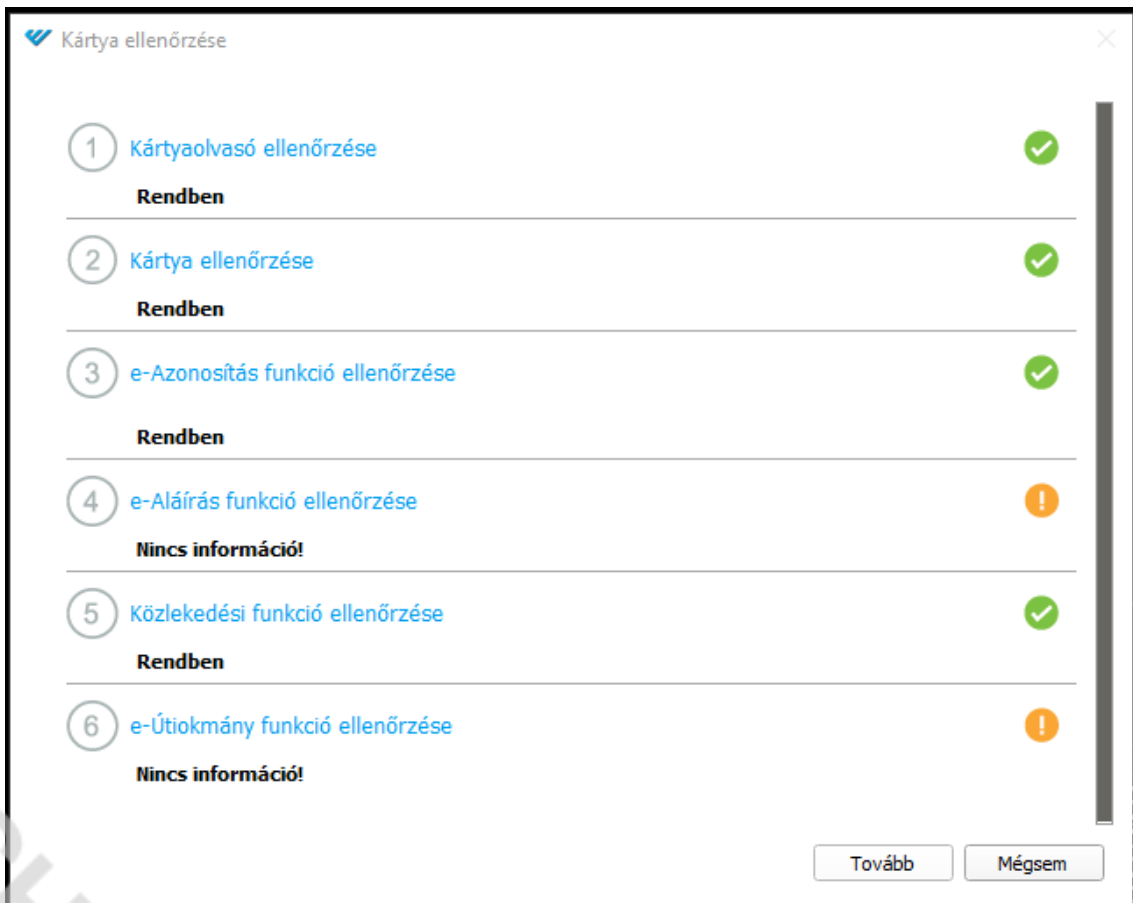 Kártya ellenőrzése
1 Kártyaolvasó ellenőrzése
Rendben
2 Kártya ellenőrzése
Rendben
3 e-Azonosítás funkció ellenőrzése
Rendben
4 e-Aláírás funkció ellenőrzése
Nincs információ!
5 Közlekedési funkció ellenőrzése
Rendben
6 e-Útiokmány funkció ellenőrzése
Nincs információ!
Tovább Mégsem